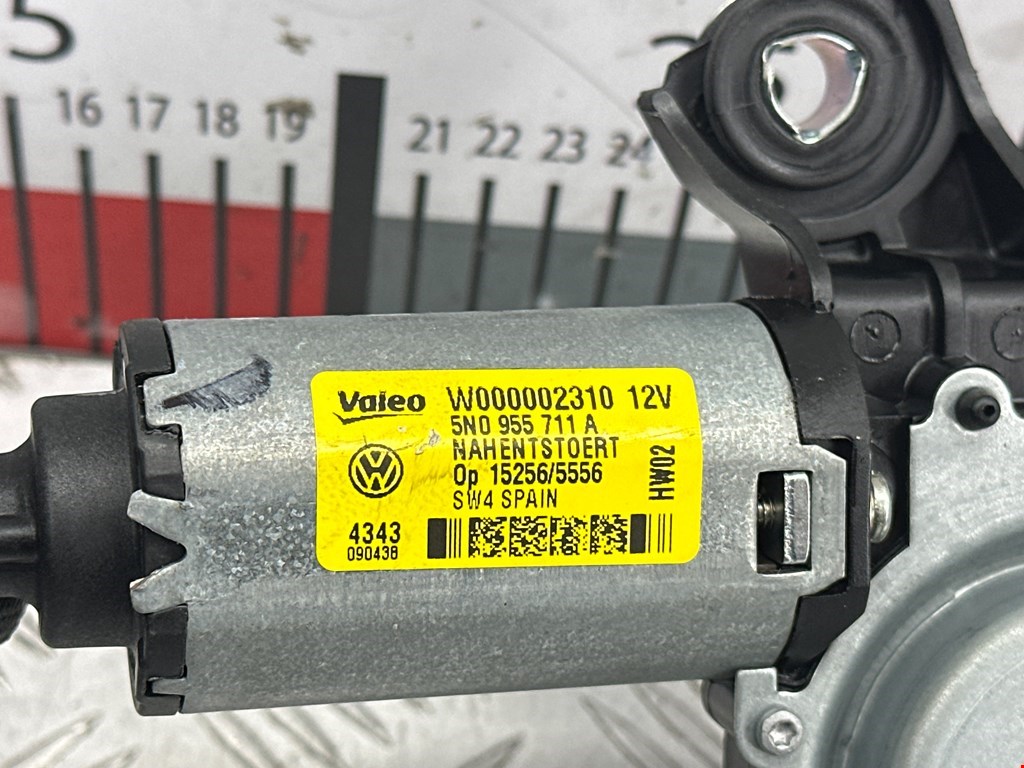 5
16 17 18 19 21 22 23 24
Valeo W000002310 12V
5N0 955 711 A
NAHENTSTOERT
Op 15256/5556
SW4 SPAIN
HW02
4343
090438